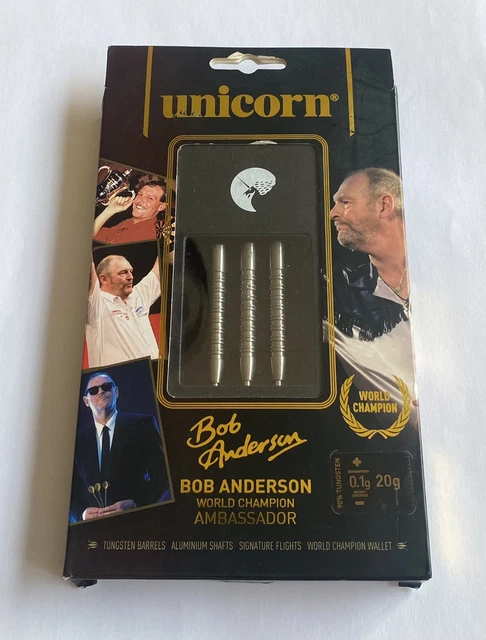 unicorn®
WORLD
CHAMPION
Bob
Anderson
BOB ANDERSON
WORLD CHAMPION
AMBASSADOR
90% TUNGSTEN
0.1g 20g
TUNGSTEN BARRELS ALUMINIUM SHAFTS SIGNATURE FLIGHTS WORLD CHAMPION WALLET